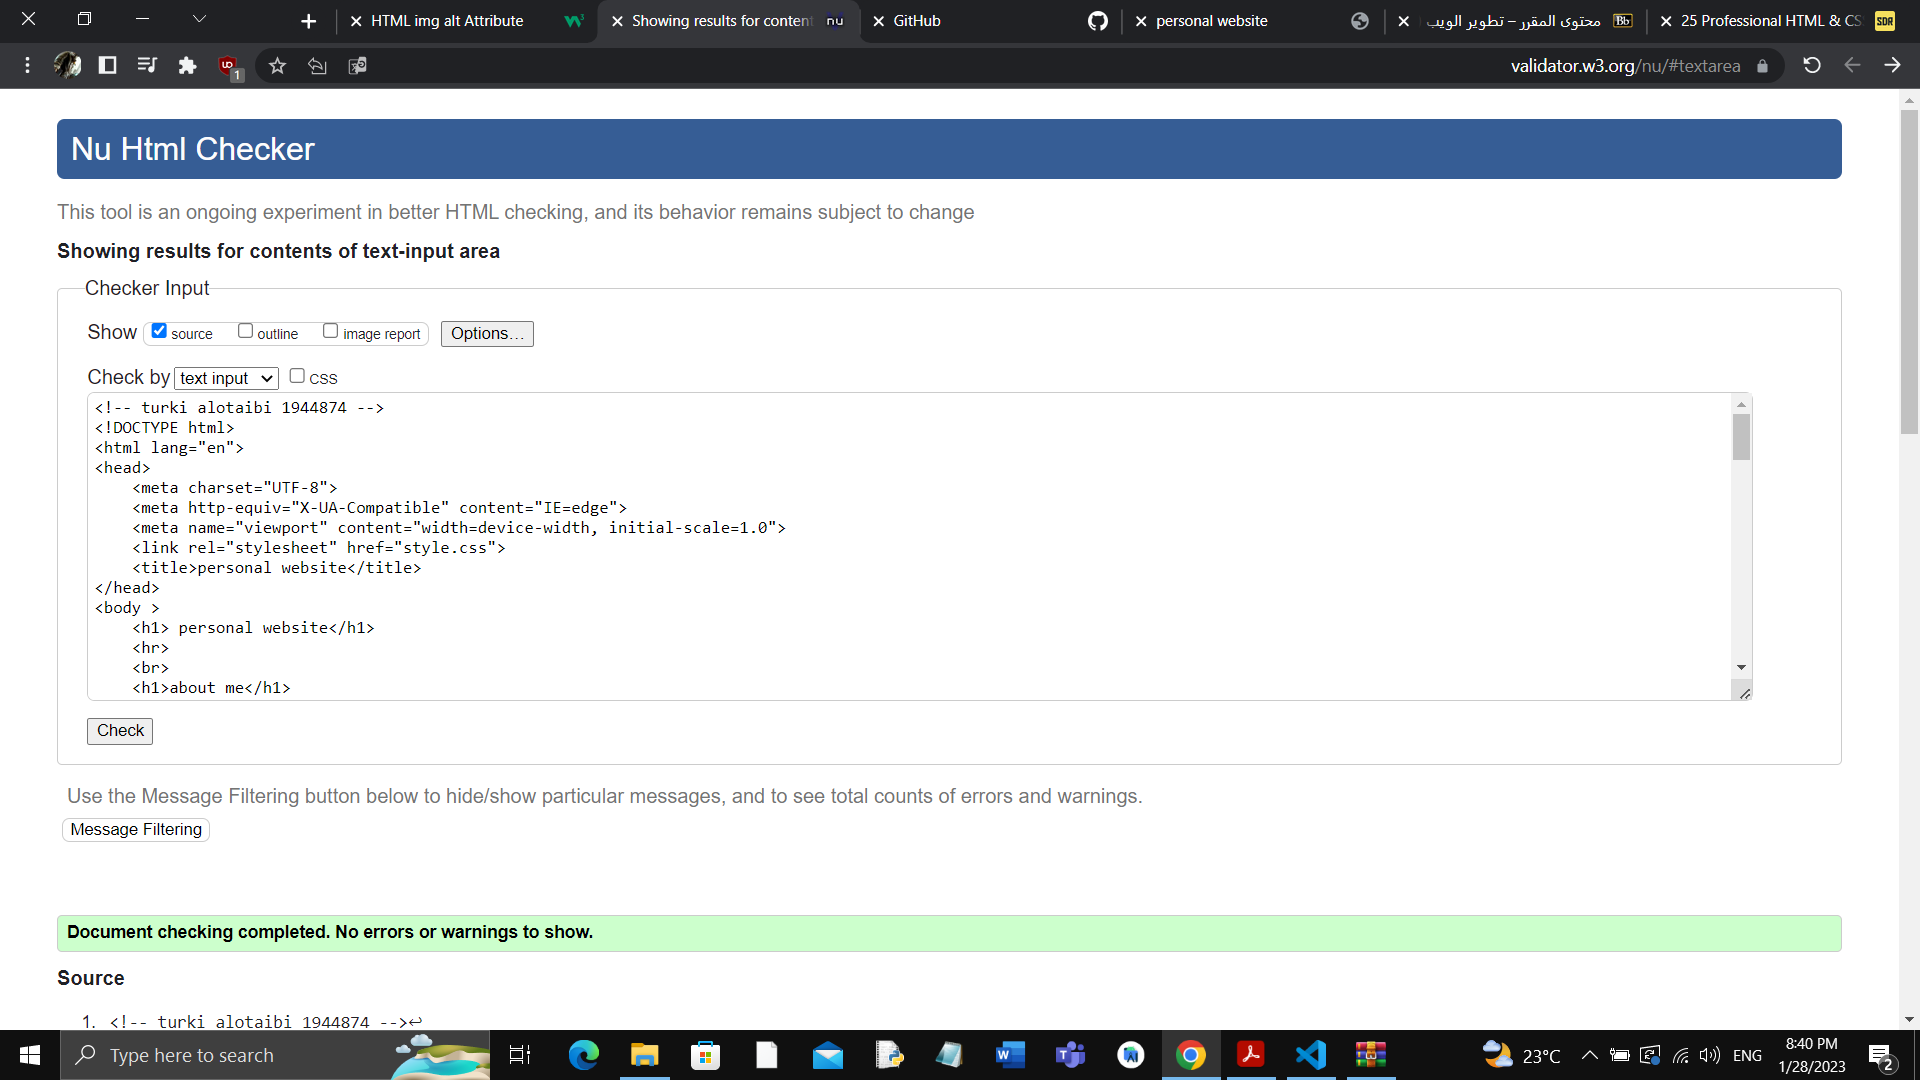 HTML img alt Attribute
Showing results for content
nu
GitHub
personal website
محتوى المقرر – تطوير الويب
Bb
25 Professional HTML & CS
SDR
1
validator.w3.org/nu/#textarea
Nu Html Checker
This tool is an ongoing experiment in better HTML checking, and its behavior remains subject to change
Showing results for contents of text-input area
Checker Input
Show source outline image report Options...
Check by text input CSS
<!-- turki alotaibi 1944874 -->
<!DOCTYPE html>
<html lang="en">
<head>
<meta charset="UTF-8">
<meta http-equiv="X-UA-Compatible" content="IE=edge">
<meta name="viewport" content="width=device-width, initial-scale=1.0">
<link rel="stylesheet" href="style.css">
<title>personal website</title>
</head>
<body >
<h1> personal website</h1>
<hr>
<br>
<h1>about me</h1>
Check
Use the Message Filtering button below to hide/show particular messages, and to see total counts of errors and warnings.
Message Filtering
Document checking completed. No errors or warnings to show.
Source
1. <!-- turki alotaibi 1944874 -->↩
Type here to search
23°C
ENG
8:40 PM
1/28/2023
2